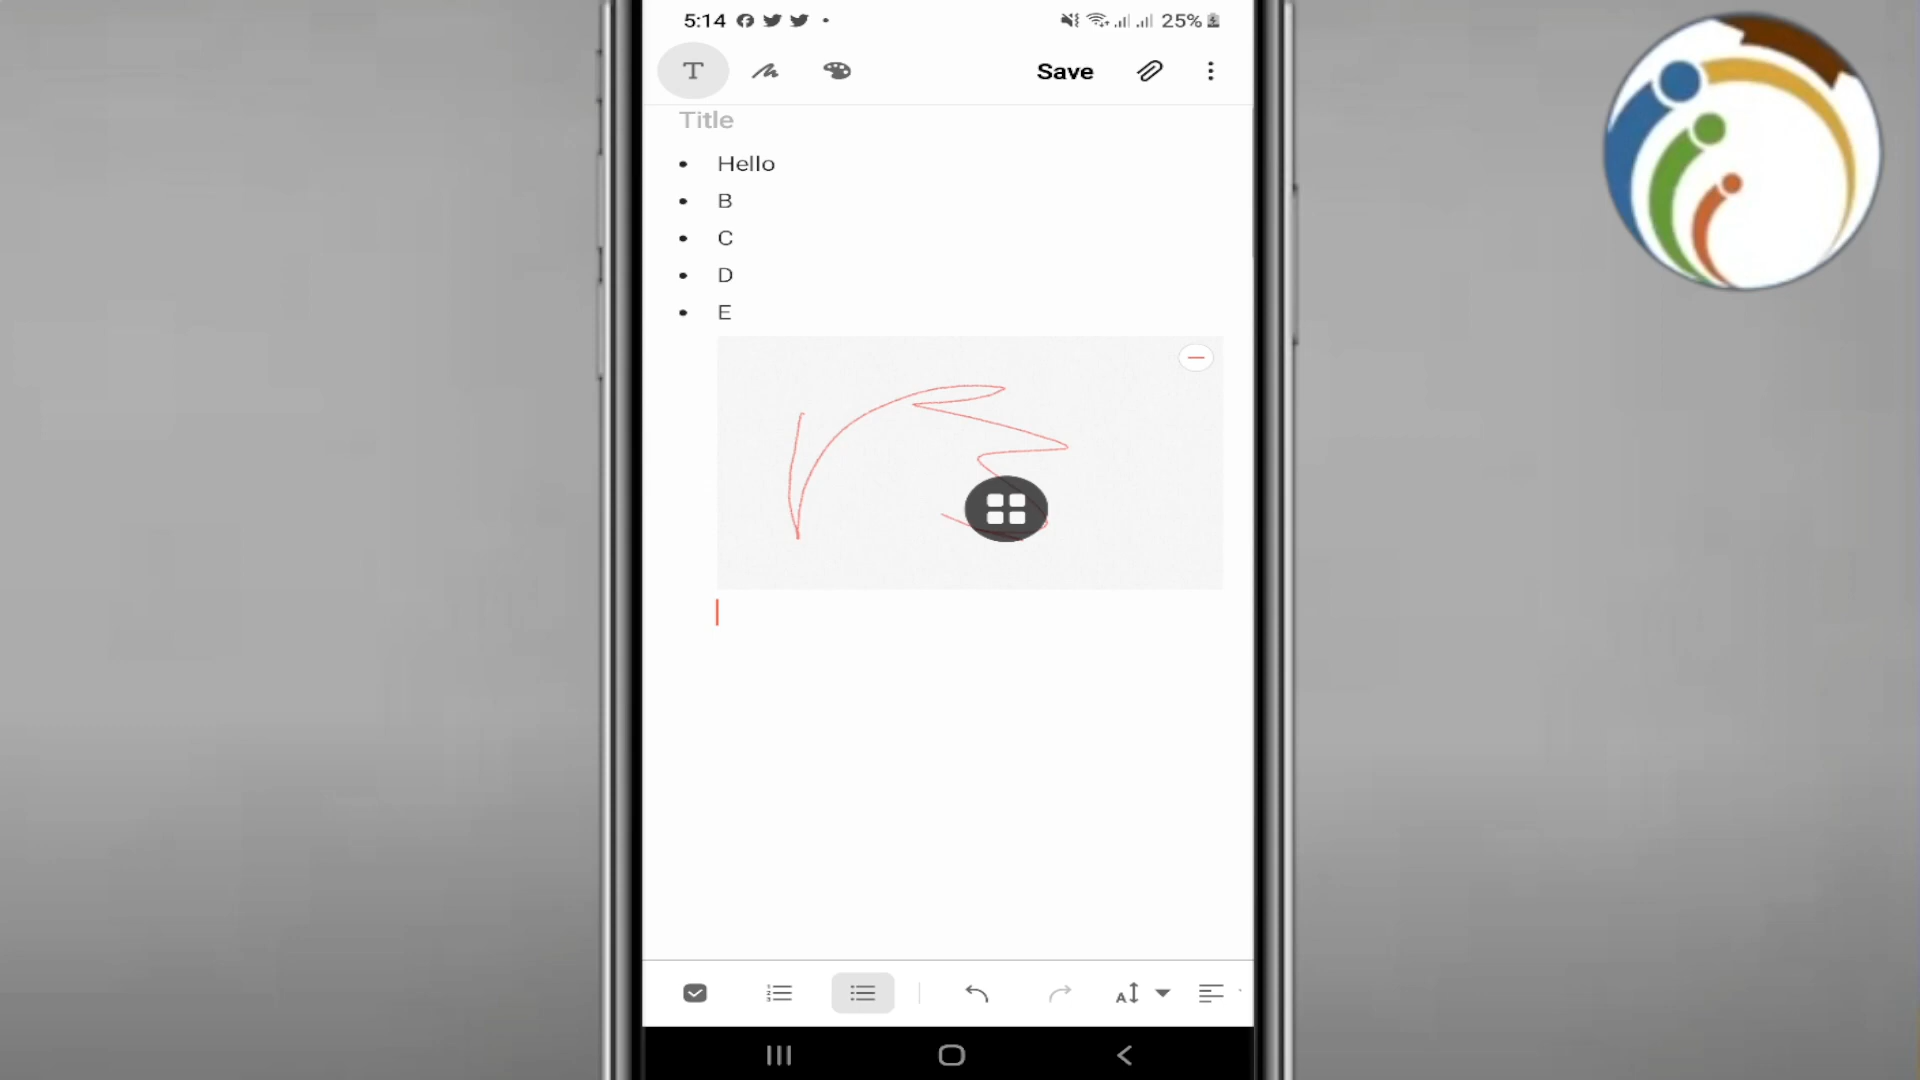 5:14 25%
T Save
Title
• Hello
• B
• C
• D
• E
A